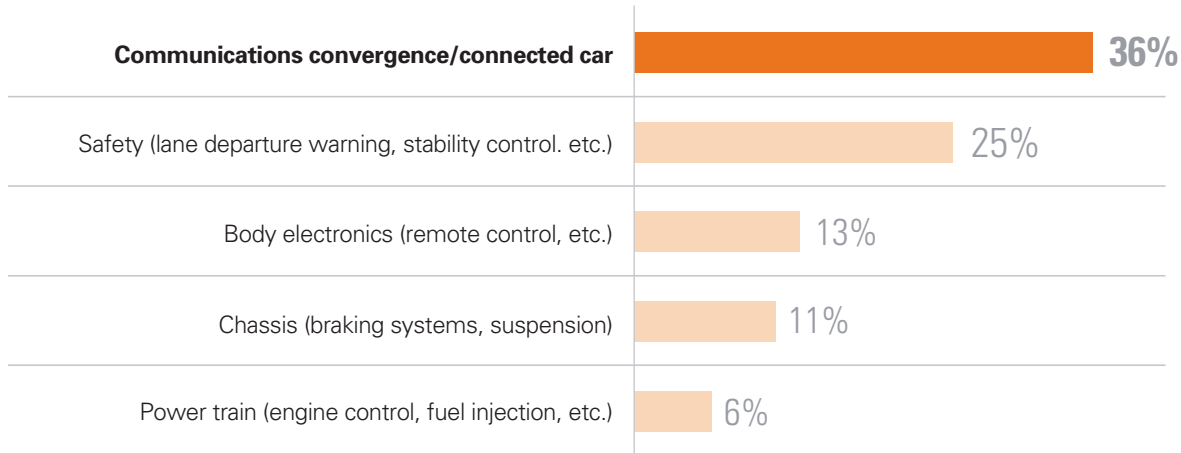 Communications convergence/connected car 36%
Safety (lane departure warning, stability control. etc.) 25%
Body electronics (remote control, etc.) 13%
Chassis (braking systems, suspension) 11%
Power train (engine control, fuel injection, etc.) 6%